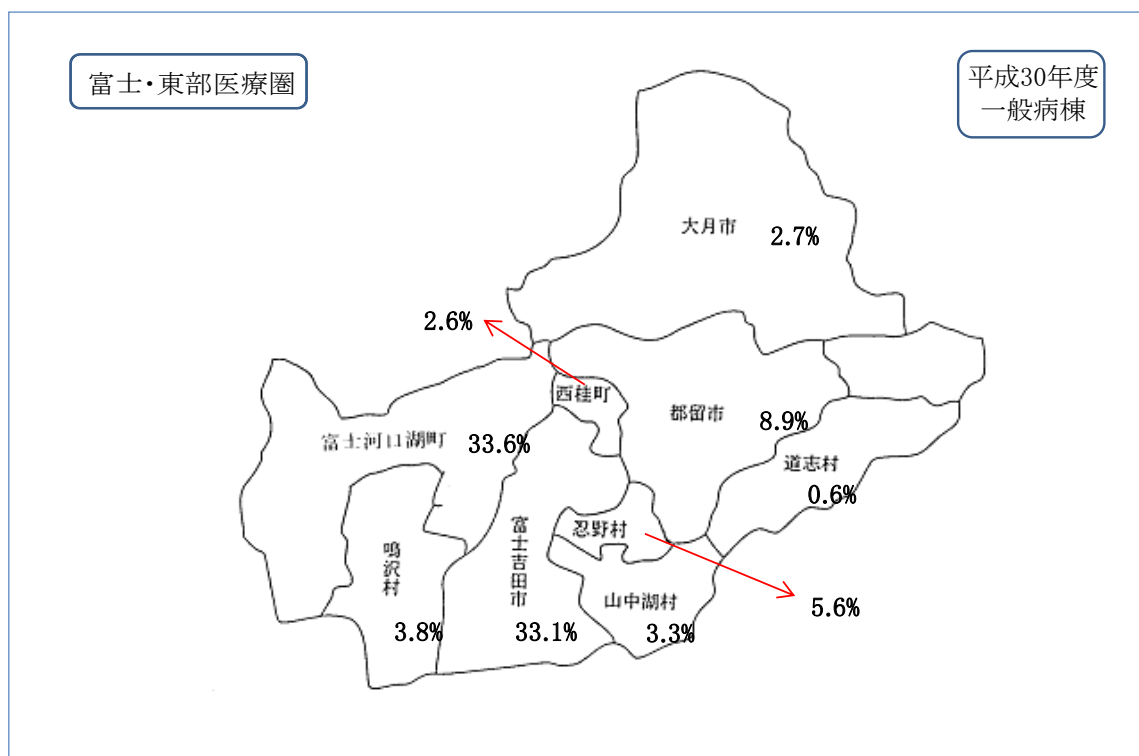 富士・東部医療圏
平成30年度
一般病棟
大月市
2.7%
2.6%
西桂町
都留市
8.9%
富士河口湖町
33.6%
道志村
0.6%
忍野村
5.6%
鳴沢村
3.8%
富士吉田市
33.1%
山中湖村
3.3%